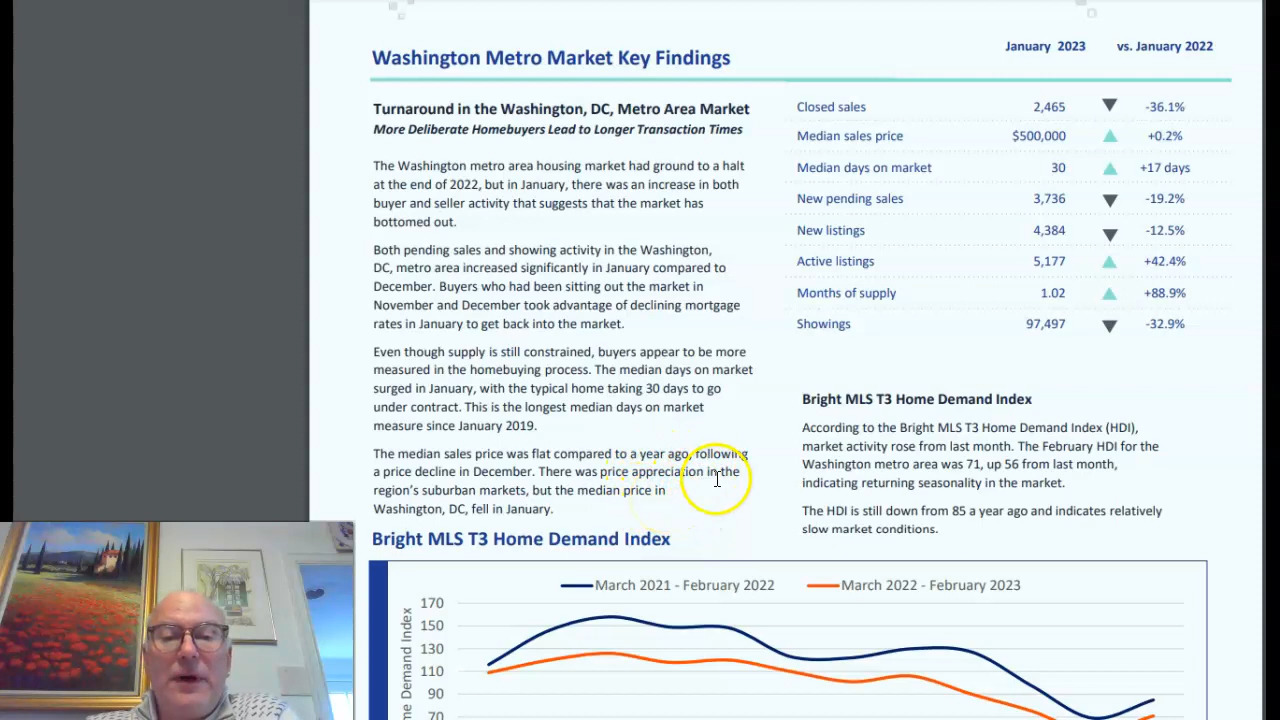 Washington Metro Market Key Findings
January 2023 vs. January 2022
Turnaround in the Washington, DC, Metro Area Market
More Deliberate Homebuyers Lead to Longer Transaction Times
The Washington metro area housing market had ground to a halt
at the end of 2022, but in January, there was an increase in both
buyer and seller activity that suggests that the market has
bottomed out.
Both pending sales and showing activity in the Washington,
DC, metro area increased significantly in January compared to
December. Buyers who had been sitting out the market in
November and December took advantage of declining mortgage
rates in January to get back into the market.
Even though supply is still constrained, buyers appear to be more
measured in the homebuying process. The median days on market
surged in January, with the typical home taking 30 days to go
under contract. This is the longest median days on market
measure since January 2019.
The median sales price was flat compared to a year ago, following
a price decline in December. There was price appreciation in the
region's suburban markets, but the median price in
Washington, DC, fell in January.
Closed sales 2,465 -36.1%
Median sales price $500,000 +0.2%
Median days on market 30 +17 days
New pending sales 3,736 -19.2%
New listings 4,384 -12.5%
Active listings 5,177 +42.4%
Months of supply 1.02 +88.9%
Showings 97,497 -32.9%
Bright MLS T3 Home Demand Index
According to the Bright MLS T3 Home Demand Index (HDI),
market activity rose from last month. The February HDI for the
Washington metro area was 71, up 56 from last month,
indicating returning seasonality in the market.
The HDI is still down from 85 a year ago and indicates relatively
slow market conditions.
Bright MLS T3 Home Demand Index
March 2021 - February 2022
March 2022 - February 2023
170
150
130
110
90
70
me Demand Index